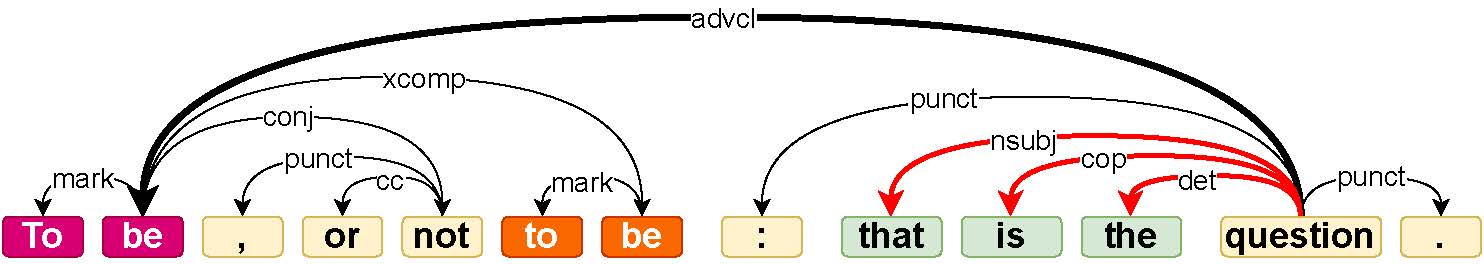 advcl
xcomp
punct
conj
nsubj
punct
cop
mark
cc
mark
det
punct
To be , or not to be : that is the question .